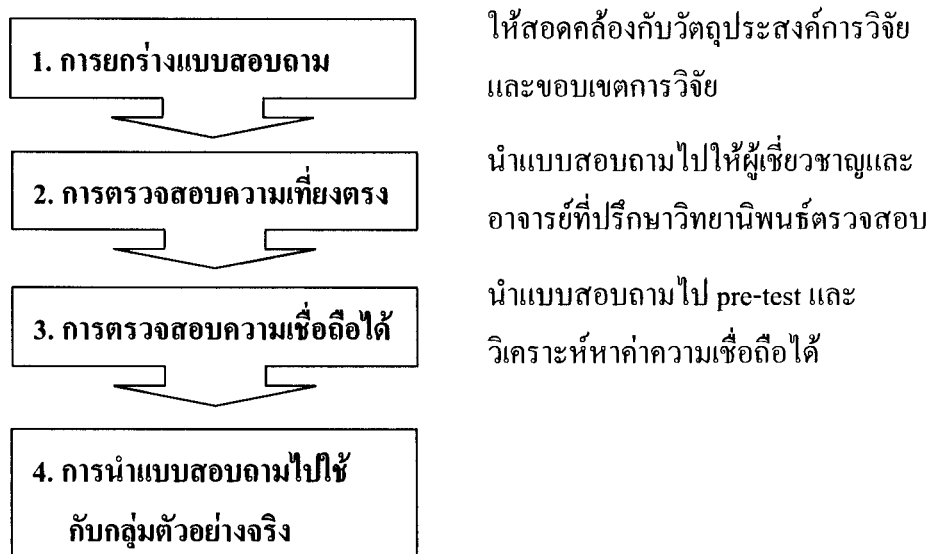 1. การยกร่างแบบสอบถาม
ให้สอดคล้องกับวัตถุประสงค์การวิจัย
และขอบเขตการวิจัย
2. การตรวจสอบความเที่ยงตรง
นำแบบสอบถามไปให้ผู้เชี่ยวชาญและ
อาจารย์ที่ปรึกษาวิทยานิพนธ์ตรวจสอบ
3. การตรวจสอบความเชื่อถือได้
นำแบบสอบถามไป pre-test และ
วิเคราะห์หาค่าความเชื่อถือได้
4. การนำแบบสอบถามไปใช้
กับกลุ่มตัวอย่างจริง